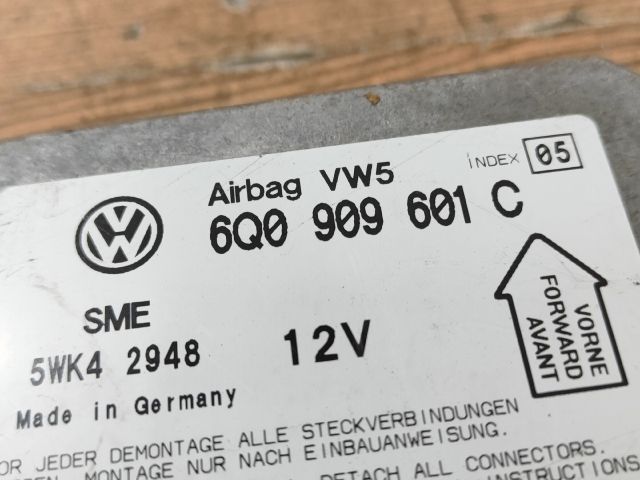 Airbag VW5
INDEX 05
6Q0 909 601 C
SME
5WK4 2948
12V
Made in Germany
VORNE
FORWARD
AVANT
OR JEDER DEMONTAGE ALLE STECKVERBINDUNGEN
MONTAGE NUR NACH EINBAUANWEISUNG.
DETACH ALL CONNECTORS.
INSTRUCTIONS